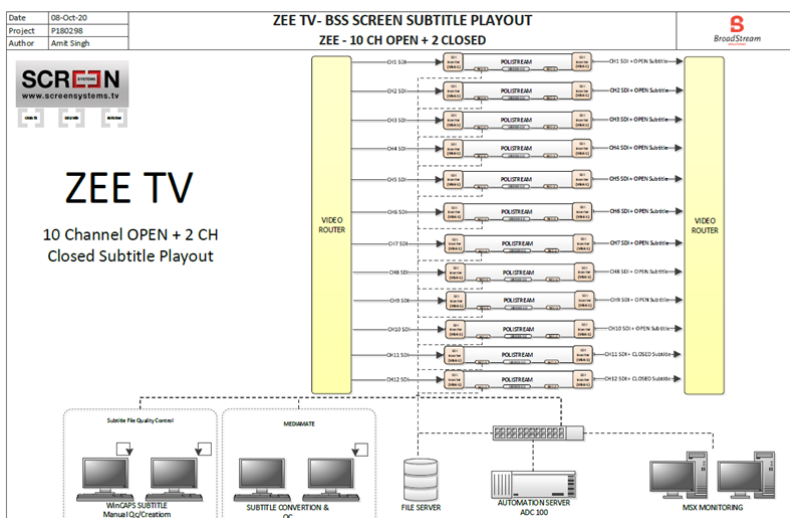 Date 08-Oct-20
Project P180298
Author Amit Singh
ZEE TV- BSS SCREEN SUBTITLE PLAYOUT
ZEE - 10 CH OPEN + 2 CLOSED
BroadStream
SCREEN
SYSTEMS
www.screensystems.tv
ZEE TV
10 Channel OPEN + 2 CH
Closed Subtitle Playout
VIDEO
ROUTER
CH1 SDI
POLISTREAM
CH1 SDI + OPEN Subtitle
CH2 SDI
POLISTREAM
CH2 SDI + OPEN Subtitle
CH3 SDI
POLISTREAM
CH3 SDI + OPEN Subtitle
CH4 SDI
POLISTREAM
CH4 SDI + OPEN Subtitle
CH5 SDI
POLISTREAM
CH5 SDI + OPEN Subtitle
CH6 SDI
POLISTREAM
CH6 SDI + OPEN Subtitle
CH7 SDI
POLISTREAM
CH7 SDI + OPEN Subtitle
CH8 SDI
POLISTREAM
CH8 SDI + OPEN Subtitle
CH9 SDI
POLISTREAM
CH9 SDI + OPEN Subtitle
CH10 SDI
POLISTREAM
CH10 SDI + OPEN Subtitle
CH11 SDI
POLISTREAM
CH11 SDI + CLOSED Subtitle
CH12 SDI
POLISTREAM
CH12 SDI + CLOSED Subtitle
VIDEO
ROUTER
Subtitle File Quality Control
WinCAPS SUBTITLE
Manual Qc/Creatiom
MEDIAMATE
SUBTITLE CONVERTION &
QC
FILE SERVER
AUTOMATION SERVER
ADC 100
MSX MONITORING